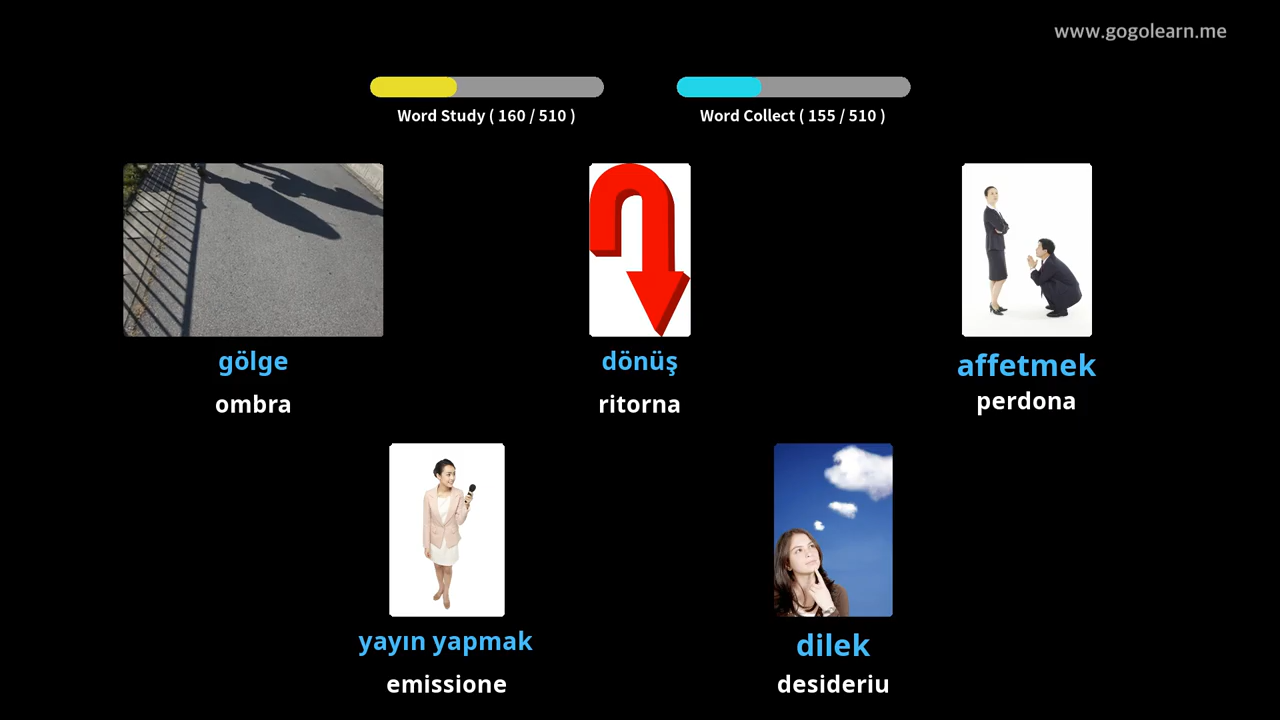 www.gogolearn.me
Word Study ( 160 / 510 )
Word Collect ( 155 / 510 )
gölge
ombra
dönüş
ritorna
affetmek
perdona
yayın yapmak
emissione
dilek
desideriu